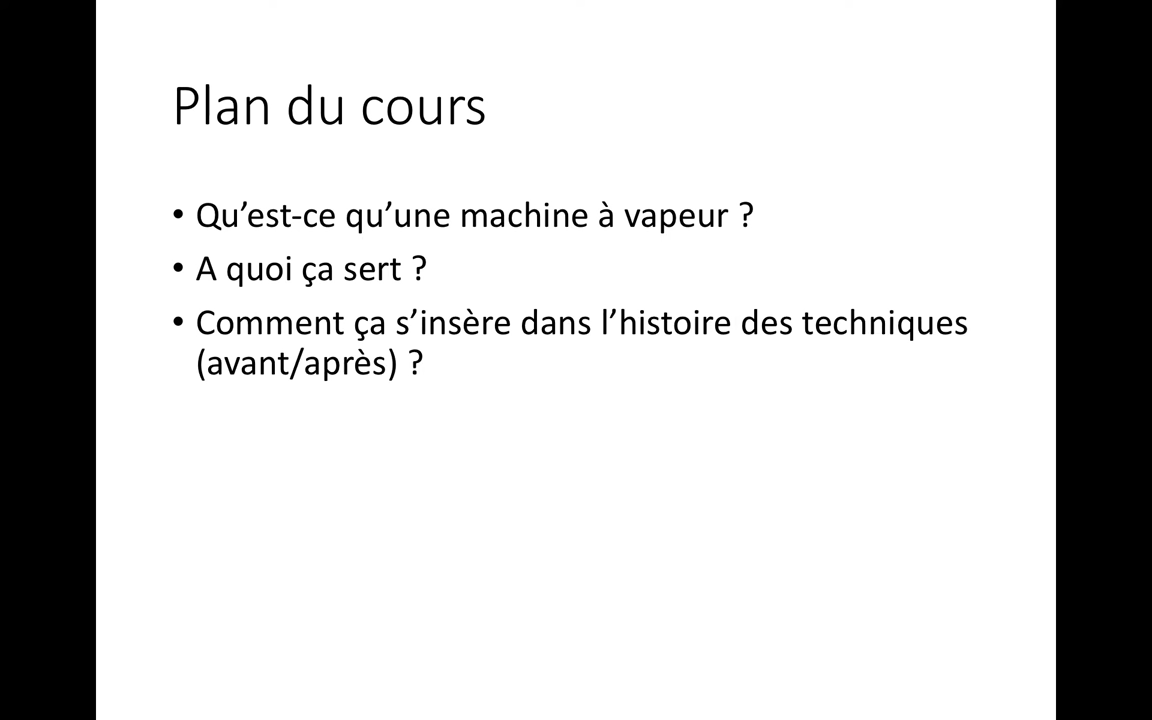 Plan du cours
• Qu’est-ce qu’une machine à vapeur ?
• A quoi ça sert ?
• Comment ça s’insère dans l’histoire des techniques
(avant/après) ?